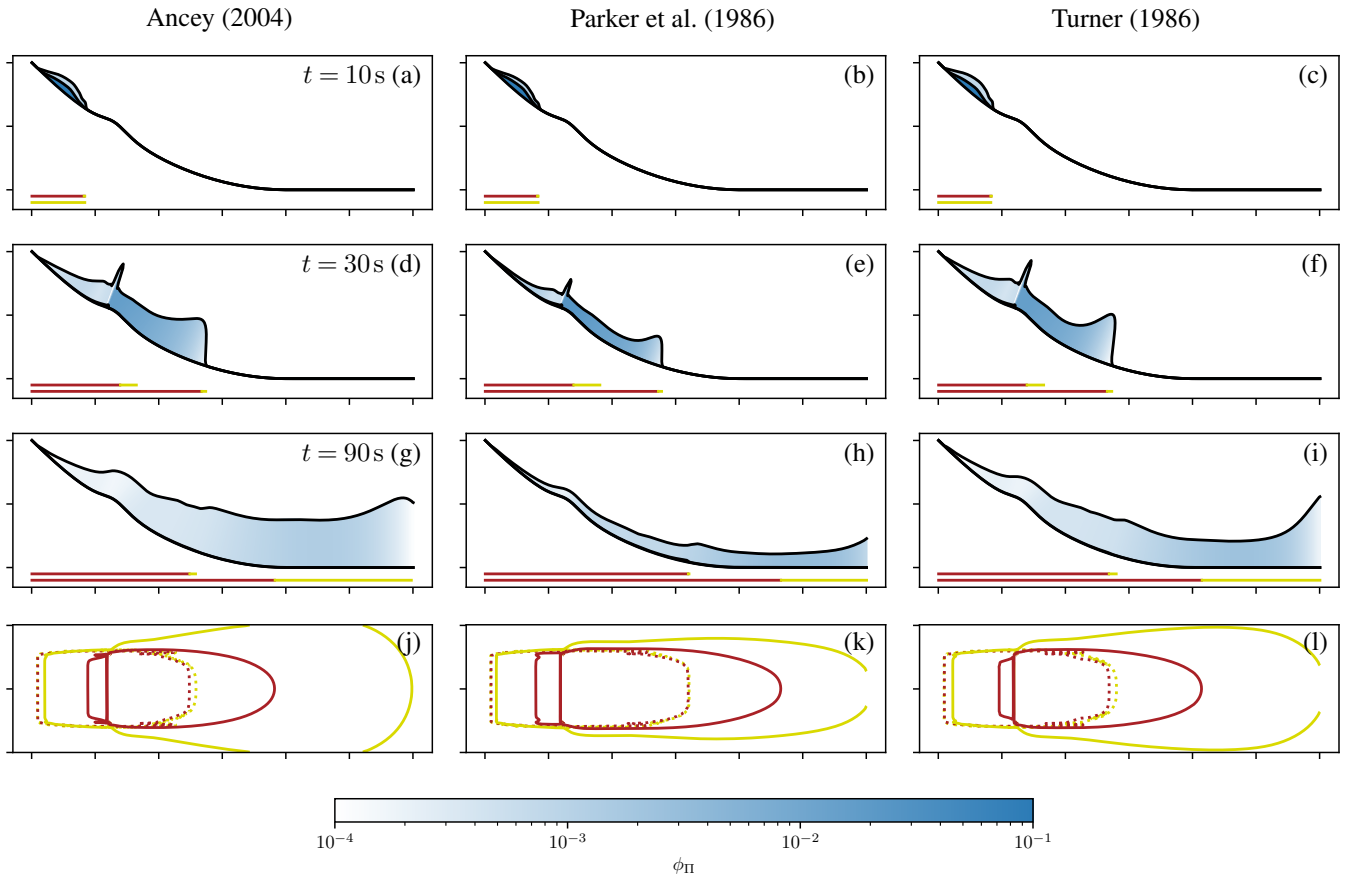 Ancey (2004) Parker et al. (1986) Turner (1986)
t = 10 s (a) (b) (c)
t = 30 s (d) (e) (f)
t = 90 s (g) (h) (i)
(j) (k) (l)
10⁻⁴ 10⁻³ 10⁻² 10⁻¹
ϕ_Π